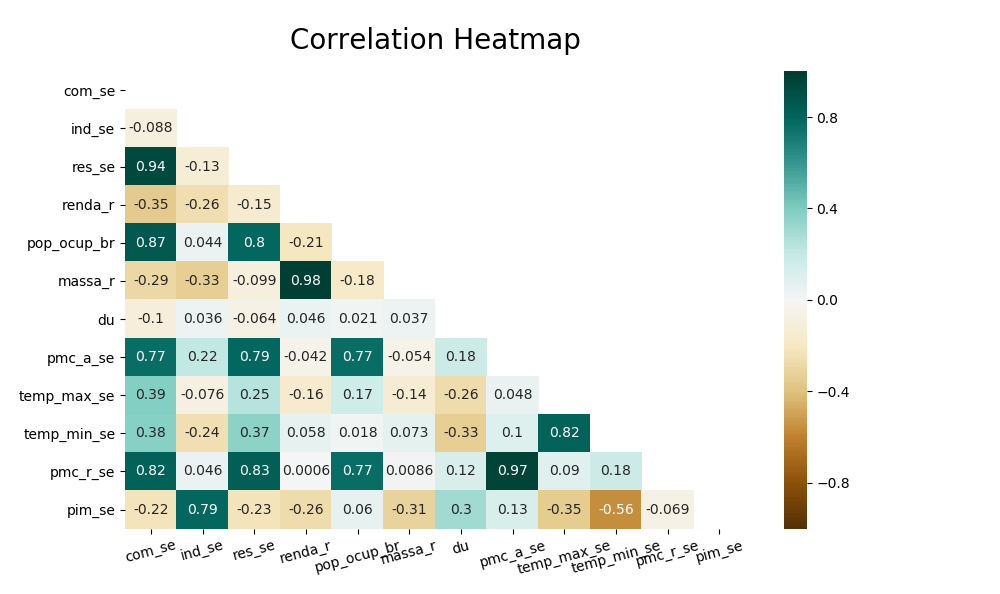 Correlation Heatmap
com_se
ind_se -0.088
res_se 0.94 -0.13
renda_r -0.35 -0.26 -0.15
pop_ocup_br 0.87 0.044 0.8 -0.21
massa_r -0.29 -0.33 -0.099 0.98 -0.18
du -0.1 0.036 -0.064 0.046 0.021 0.037
pmc_a_se 0.77 0.22 0.79 -0.042 0.77 -0.054 0.18
temp_max_se 0.39 -0.076 0.25 -0.16 0.17 -0.14 -0.26 0.048
temp_min_se 0.38 -0.24 0.37 0.058 0.018 0.073 -0.33 0.1 0.82
pmc_r_se 0.82 0.046 0.83 0.0006 0.77 0.0086 0.12 0.97 0.09 0.18
pim_se -0.22 0.79 -0.23 -0.26 0.06 -0.31 0.3 0.13 -0.35 -0.56 -0.069
com_se ind_se res_se renda_r pop_ocup_br massa_r du pmc_a_se temp_max_se temp_min_se pmc_r_se pim_se
0.8
0.4
0.0
−0.4
−0.8